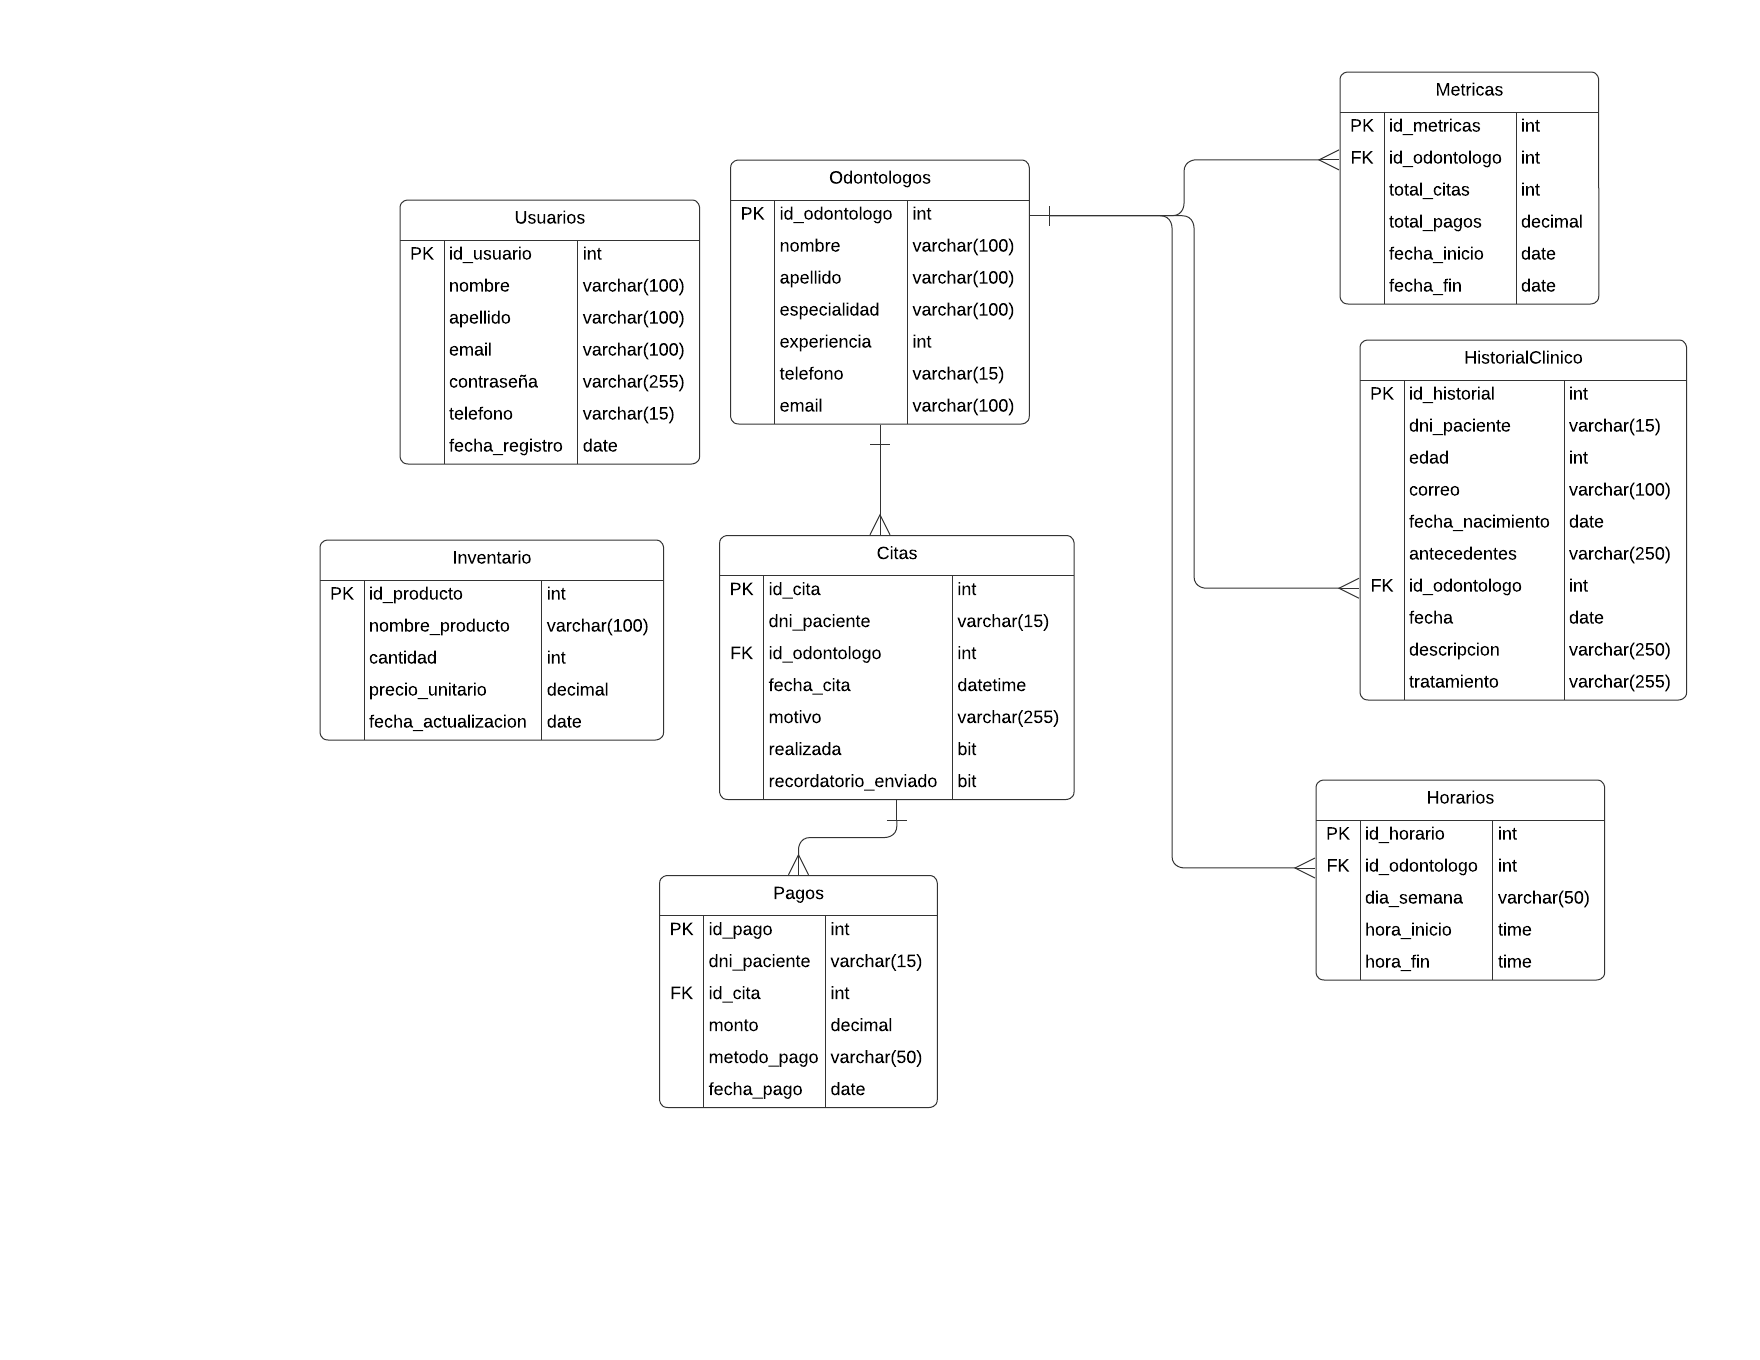 Usuarios
PK id_usuario int
nombre varchar(100)
apellido varchar(100)
email varchar(100)
contraseña varchar(255)
telefono varchar(15)
fecha_registro date
Odontologos
PK id_odontologo int
nombre varchar(100)
apellido varchar(100)
especialidad varchar(100)
experiencia int
telefono varchar(15)
email varchar(100)
Metricas
PK id_metricas int
FK id_odontologo int
total_citas int
total_pagos decimal
fecha_inicio date
fecha_fin date
HistorialClinico
PK id_historial int
dni_paciente varchar(15)
edad int
correo varchar(100)
fecha_nacimiento date
antecedentes varchar(250)
FK id_odontologo int
fecha date
descripcion varchar(250)
tratamiento varchar(255)
Inventario
PK id_producto int
nombre_producto varchar(100)
cantidad int
precio_unitario decimal
fecha_actualizacion date
Citas
PK id_cita int
dni_paciente varchar(15)
FK id_odontologo int
fecha_cita datetime
motivo varchar(255)
realizada bit
recordatorio_enviado bit
Horarios
PK id_horario int
FK id_odontologo int
dia_semana varchar(50)
hora_inicio time
hora_fin time
Pagos
PK id_pago int
dni_paciente varchar(15)
FK id_cita int
monto decimal
metodo_pago varchar(50)
fecha_pago date